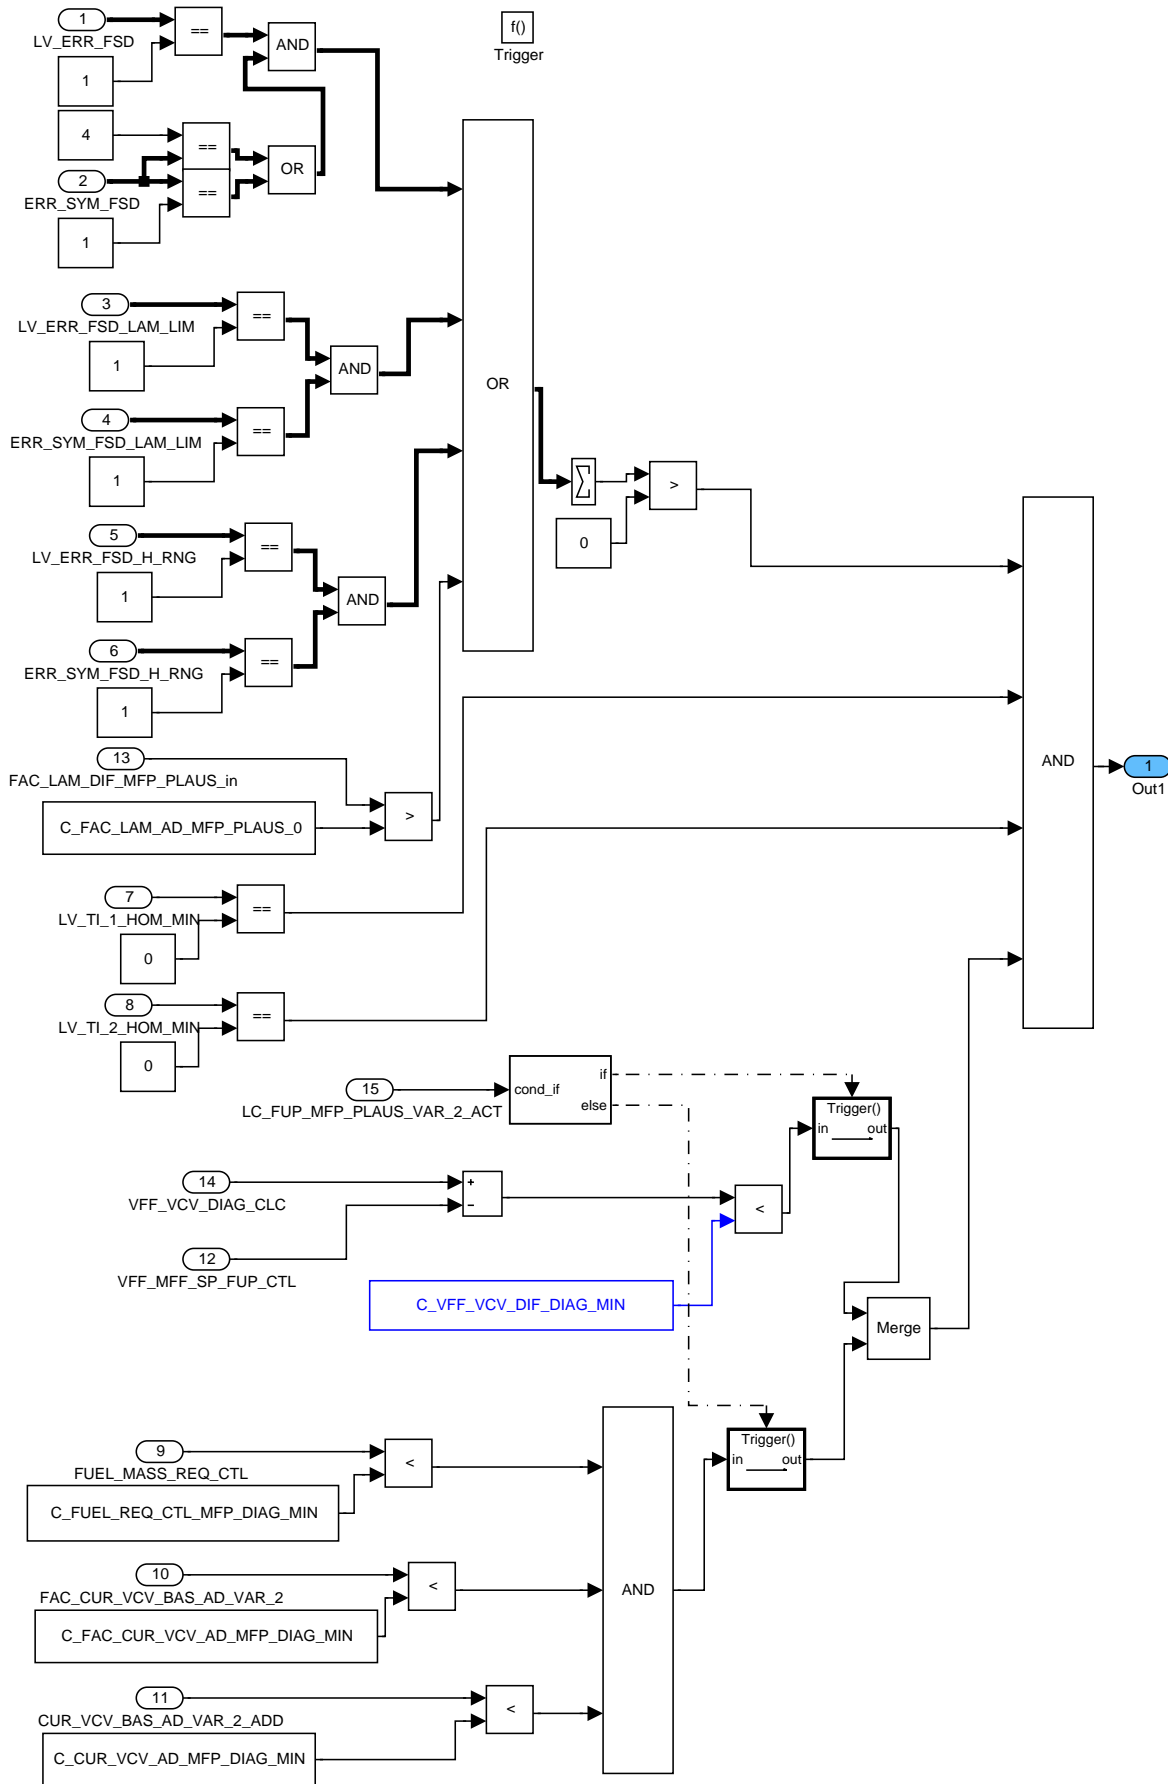 1
LV_ERR_FSD
==
1
AND
f()
Trigger
4
==
==
OR
2
ERR_SYM_FSD
1
3
LV_ERR_FSD_LAM_LIM
==
1
AND
4
ERR_SYM_FSD_LAM_LIM
==
1
OR
5
LV_ERR_FSD_H_RNG
==
1
AND
6
ERR_SYM_FSD_H_RNG
==
1
Σ
>
0
13
FAC_LAM_DIF_MFP_PLAUS_in
C_FAC_LAM_AD_MFP_PLAUS_0
>
AND
1
Out1
7
LV_TI_1_HOM_MIN
==
0
8
LV_TI_2_HOM_MIN
==
0
15
LC_FUP_MFP_PLAUS_VAR_2_ACT
cond_if
if
else
Trigger()
in
out
14
VFF_VCV_DIAG_CLC
+
−
<
12
VFF_MFF_SP_FUP_CTL
C_VFF_VCV_DIF_DIAG_MIN
Merge
Trigger()
in
out
9
FUEL_MASS_REQ_CTL
<
C_FUEL_REQ_CTL_MFP_DIAG_MIN
10
FAC_CUR_VCV_BAS_AD_VAR_2
<
C_FAC_CUR_VCV_AD_MFP_DIAG_MIN
AND
11
CUR_VCV_BAS_AD_VAR_2_ADD
<
C_CUR_VCV_AD_MFP_DIAG_MIN